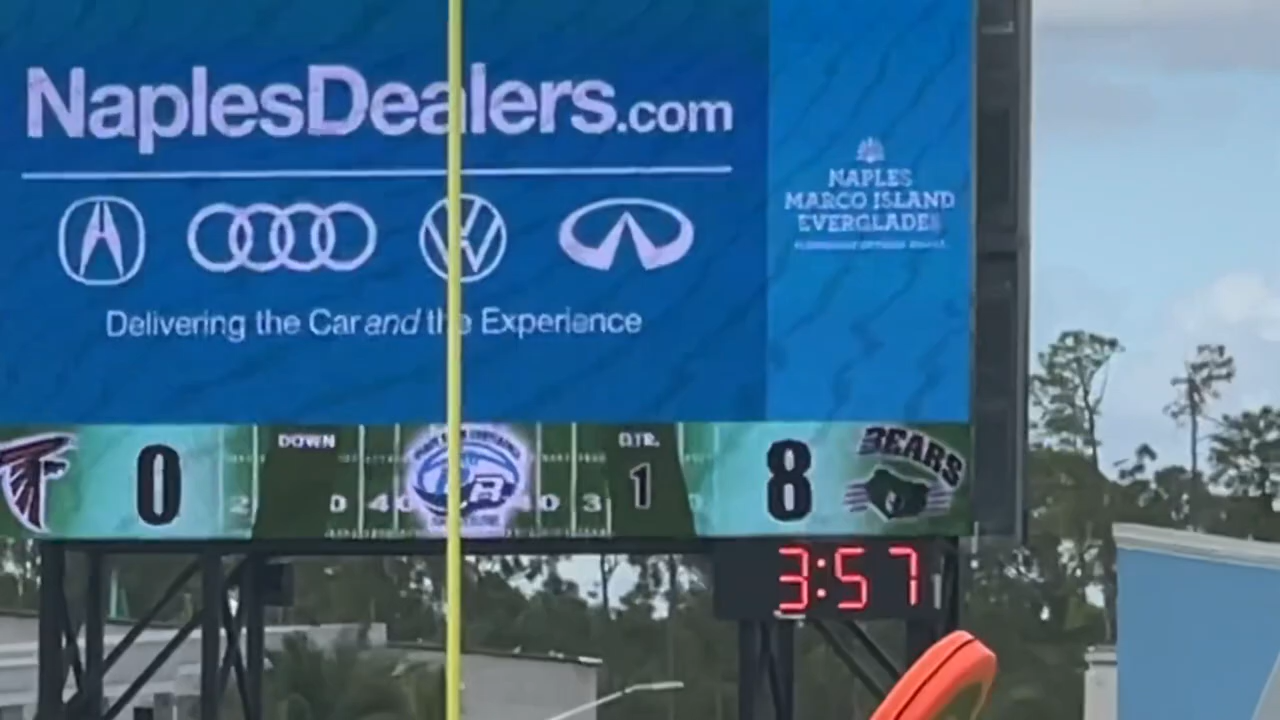 NaplesDealers.com
Delivering the Car and the Experience
NAPLES
MARCO ISLAND
EVERGLADES
0
DOWN
0
QTR.
1
8
BEARS
3:57